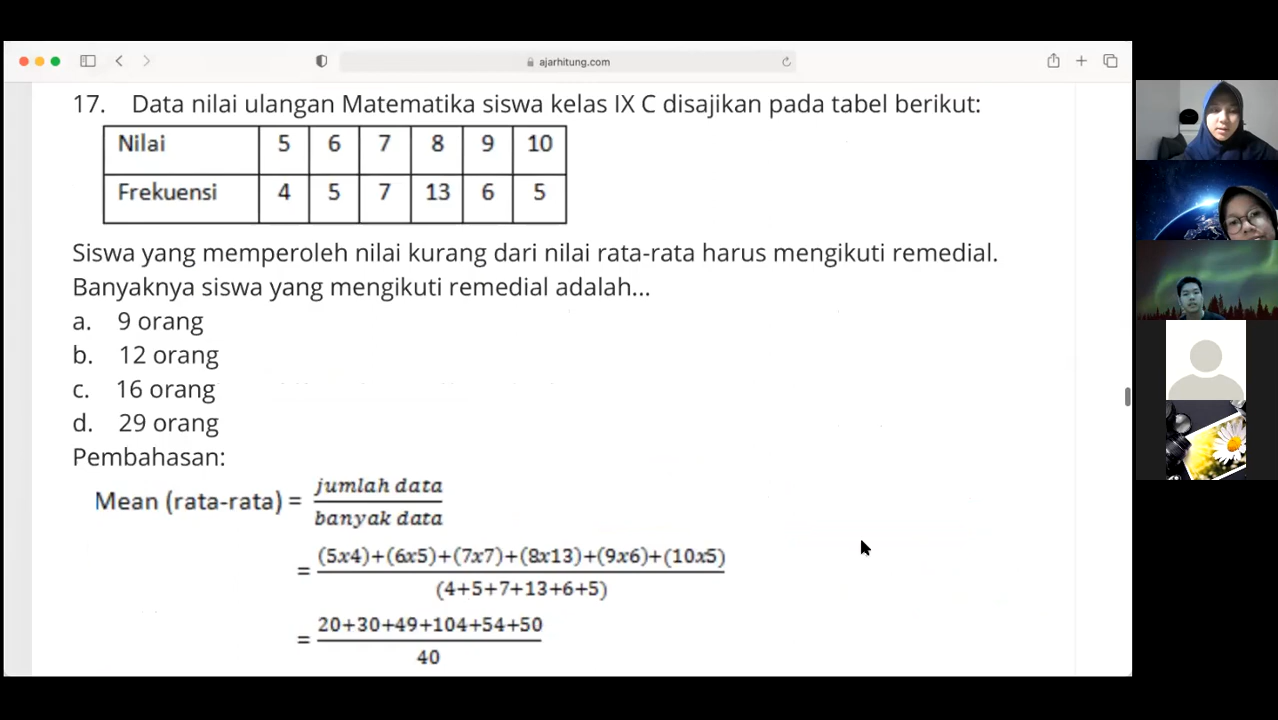 ajarhitung.com
17. Data nilai ulangan Matematika siswa kelas IX C disajikan pada tabel berikut:
Nilai 5 6 7 8 9 10
Frekuensi 4 5 7 13 6 5
Siswa yang memperoleh nilai kurang dari nilai rata-rata harus mengikuti remedial.
Banyaknya siswa yang mengikuti remedial adalah...
a. 9 orang
b. 12 orang
c. 16 orang
d. 29 orang
Pembahasan:
Mean (rata-rata) = jumlah data
banyak data
= (5x4)+(6x5)+(7x7)+(8x13)+(9x6)+(10x5)
(4+5+7+13+6+5)
= 20+30+49+104+54+50
40